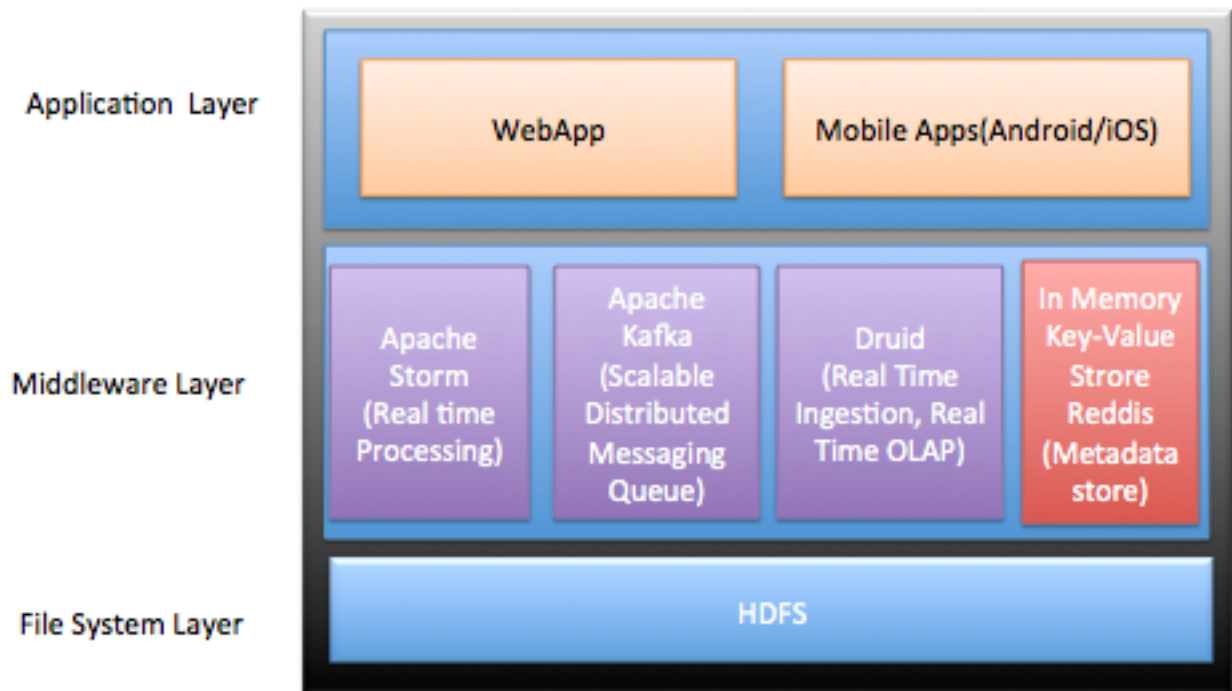 Application Layer
WebApp
Mobile Apps(Android/iOS)
Middleware Layer
Apache
Storm
(Real time
Processing)
Apache
Kafka
(Scalable
Distributed
Messaging
Queue)
Druid
(Real Time
Ingestion, Real
Time OLAP)
In Memory
Key-Value
Strore
Reddis
(Metadata
store)
File System Layer
HDFS